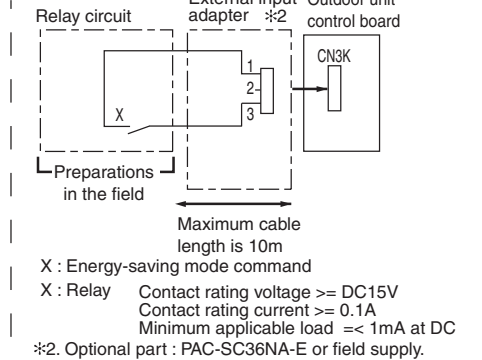 Relay circuit
External input
adapter ※2
Outdoor unit
control board
CN3K
1
2
3
X
Preparations
in the field
Maximum cable
length is 10m
X : Energy-saving mode command
X : Relay
Contact rating voltage >= DC15V
Contact rating current >= 0.1A
Minimum applicable load =< 1mA at DC
※2. Optional part : PAC-SC36NA-E or field supply.